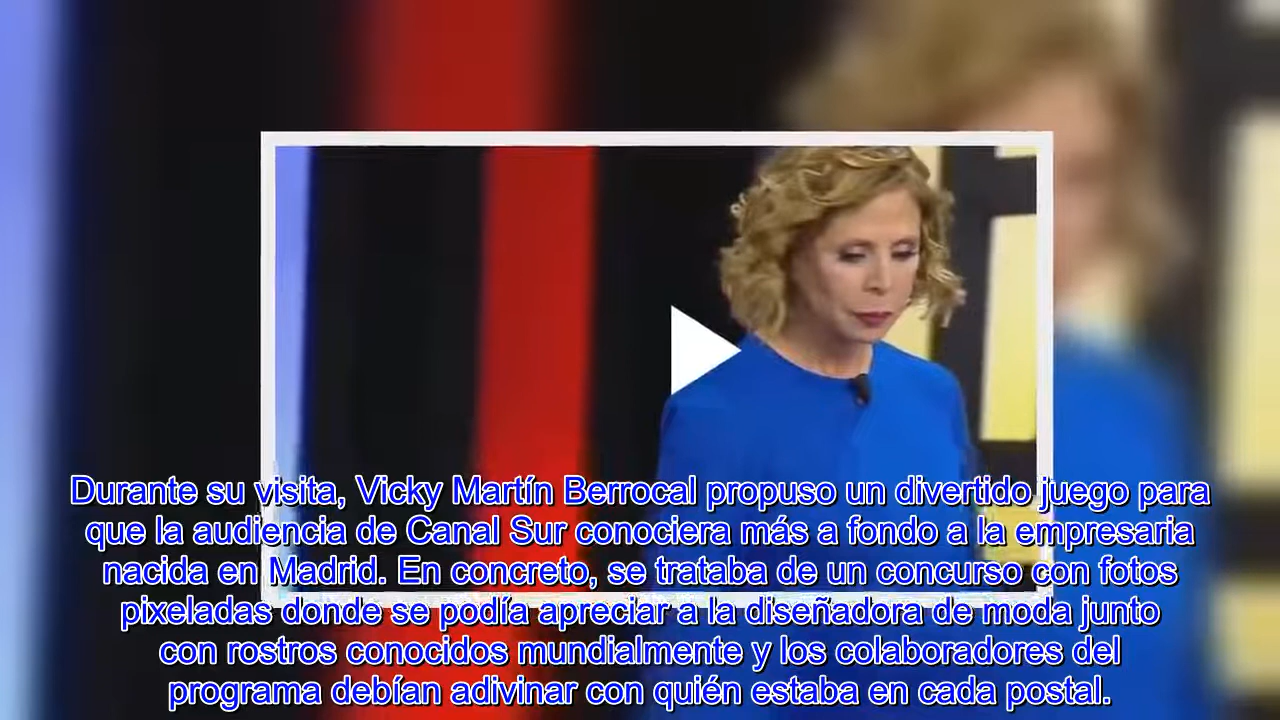 Durante su visita, Vicky Martín Berrocal propuso un divertido juego para
que la audiencia de Canal Sur conociera más a fondo a la empresaria
nacida en Madrid. En concreto, se trataba de un concurso con fotos
pixeladas donde se podía apreciar a la diseñadora de moda junto
con rostros conocidos mundialmente y los colaboradores del
programa debían adivinar con quién estaba en cada postal.